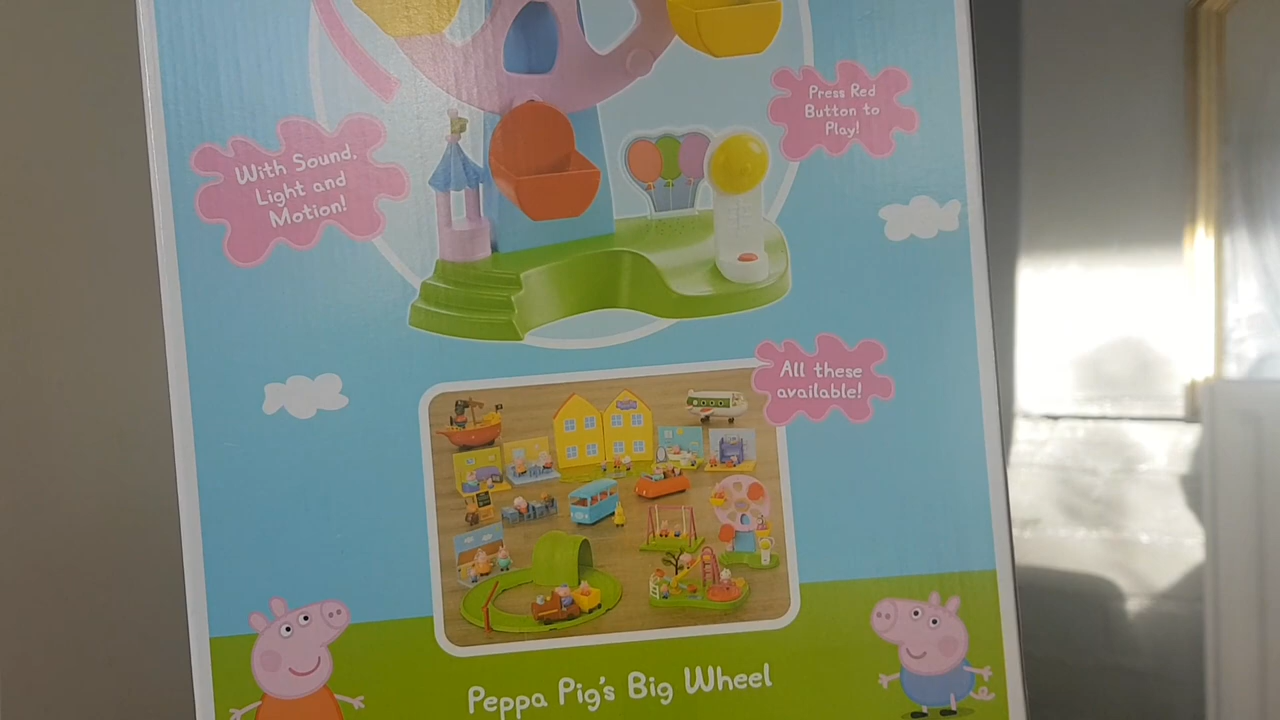 Press Red
Button to
Play!
With Sound,
Light and
Motion!
All these
available!
Peppa Pig's Big Wheel